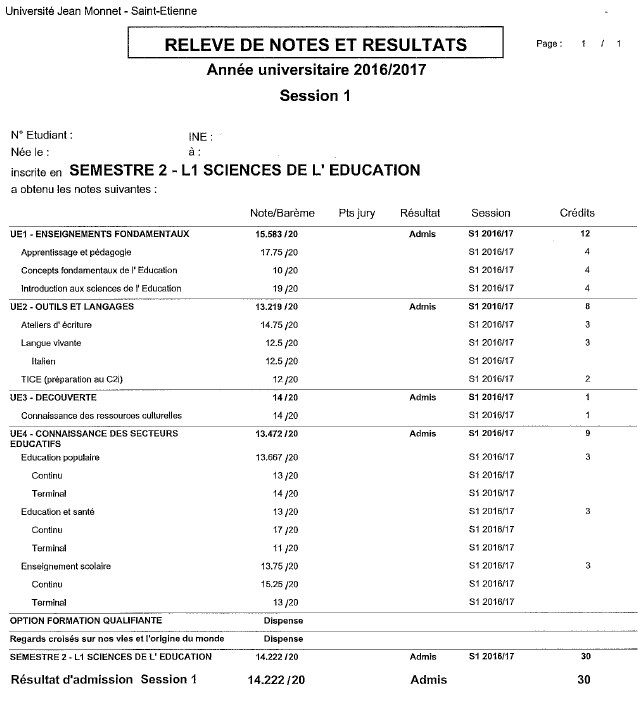 Université Jean Monnet - Saint-Etienne
RELEVE DE NOTES ET RESULTATS
Page : 1 / 1
Année universitaire 2016/2017
Session 1
N° Etudiant :
INE :
Née le :
à :
inscrite en SEMESTRE 2 - L1 SCIENCES DE L' EDUCATION
a obtenu les notes suivantes :
Note/Barème Pts jury Résultat Session Crédits
UE1 - ENSEIGNEMENTS FONDAMENTAUX 15.583 /20 Admis S1 2016/17 12
Apprentissage et pédagogie 17.75 /20 S1 2016/17 4
Concepts fondamentaux de l' Education 10 /20 S1 2016/17 4
Introduction aux sciences de l' Education 19 /20 S1 2016/17 4
UE2 - OUTILS ET LANGAGES 13.219 /20 Admis S1 2016/17 8
Ateliers d' écriture 14.75 /20 S1 2016/17 3
Langue vivante 12.5 /20 S1 2016/17 3
Italien 12.5 /20 S1 2016/17
TICE (préparation au C2i) 12 /20 S1 2016/17 2
UE3 - DECOUVERTE 14 /20 Admis S1 2016/17 1
Connaissance des ressources culturelles 14 /20 S1 2016/17 1
UE4 - CONNAISSANCE DES SECTEURS 13.472 /20 Admis S1 2016/17 9
EDUCATIFS
Education populaire 13.667 /20 S1 2016/17 3
Continu 13 /20 S1 2016/17
Terminal 14 /20 S1 2016/17
Education et santé 13 /20 S1 2016/17 3
Continu 17 /20 S1 2016/17
Terminal 11 /20 S1 2016/17
Enseignement scolaire 13.75 /20 S1 2016/17 3
Continu 15.25 /20 S1 2016/17
Terminal 13 /20 S1 2016/17
OPTION FORMATION QUALIFIANTE Dispense
Regards croisés sur nos vies et l'origine du monde Dispense
SEMESTRE 2 - L1 SCIENCES DE L' EDUCATION 14.222 /20 Admis S1 2016/17 30
Résultat d'admission Session 1 14.222 /20 Admis 30